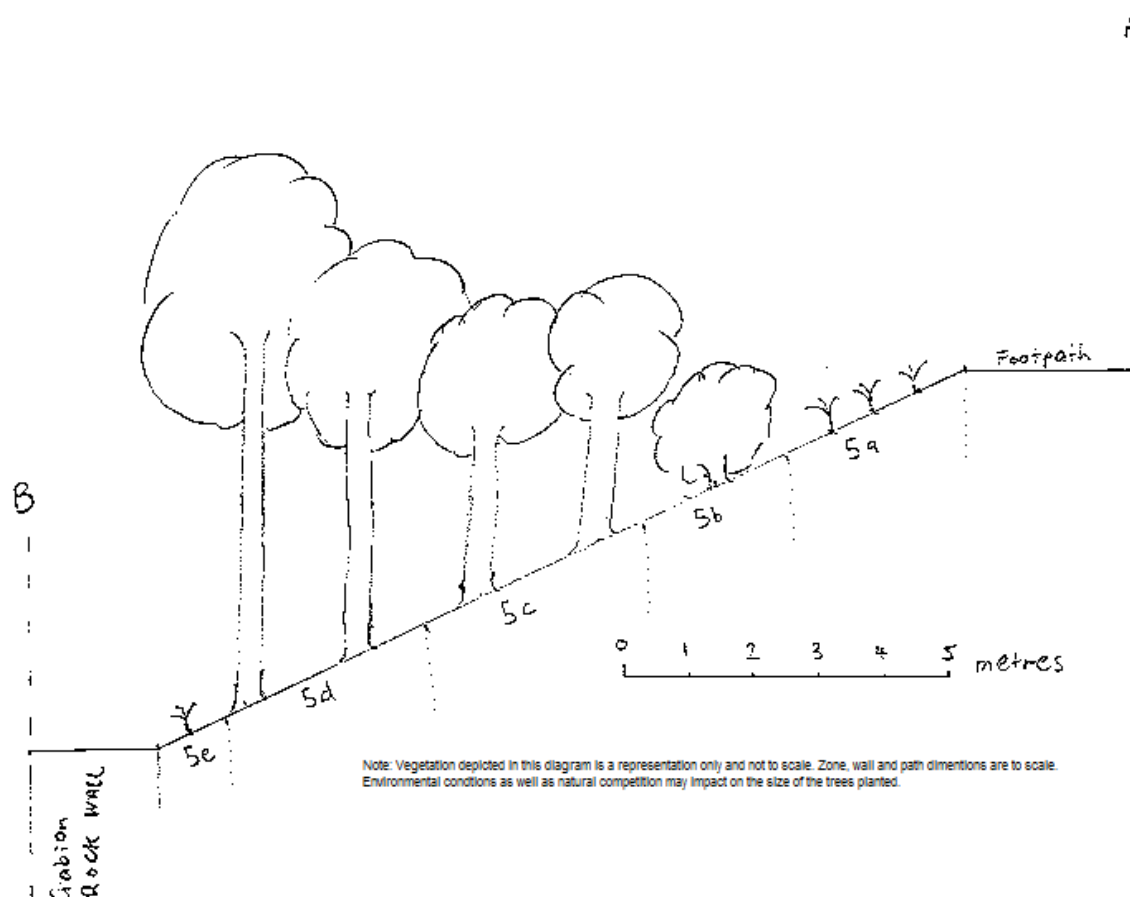 Footpath
5a
B
5b
5c
0 1 2 3 4 5 metres
5d
5e
Note: Vegetation depicted in this diagram is a representation only and not to scale. Zone, wall and path dimentions are to scale.
Environmental condtions as well as natural competition may impact on the size of the trees planted.
Gabion
ROCK WALL